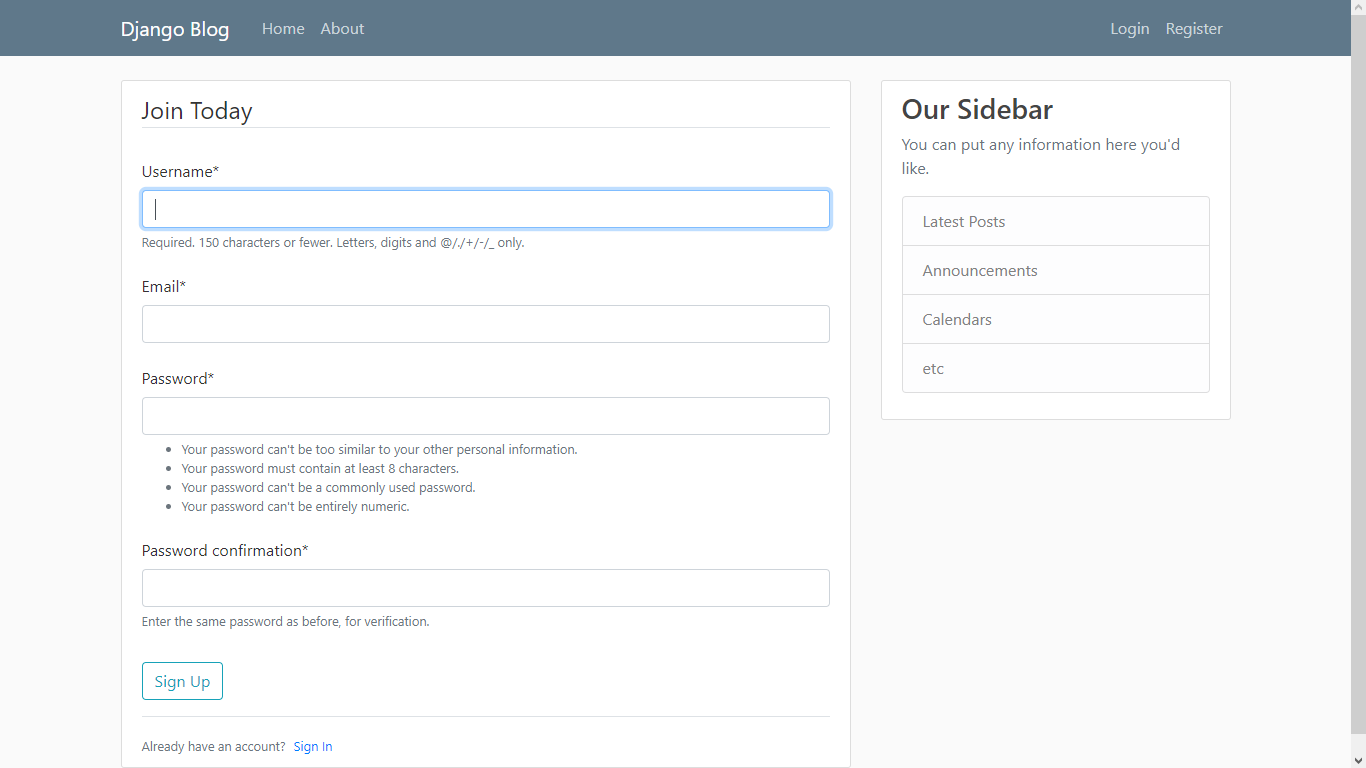 Django Blog Home About Login Register
Join Today
Username*
Required. 150 characters or fewer. Letters, digits and @/./+/-/_ only.
Email*
Password*
Your password can't be too similar to your other personal information.
Your password must contain at least 8 characters.
Your password can't be a commonly used password.
Your password can't be entirely numeric.
Password confirmation*
Enter the same password as before, for verification.
Sign Up
Already have an account? Sign In
Our Sidebar
You can put any information here you'd
like.
Latest Posts
Announcements
Calendars
etc